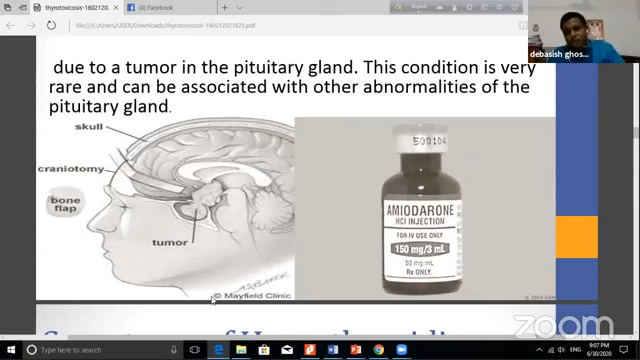 thyrotoxicosis-160212021825.pdf
Facebook
file:///C:/Users/USER/Downloads/thyrotoxicosis-160212021825.pdf
debasish ghos...
due to a tumor in the pituitary gland. This condition is very
rare and can be associated with other abnormalities of the
pituitary gland.
skull
craniotomy
bone
flap
tumor
© Mayfield Clinic
500104
AMIODARONE
HCl INJECTION
FOR IV USE ONLY
150 mg/3 mL
50 mg/mL
Rx ONLY.
zoom
Type here to search
ENG
9:07 PM
6/30/2020